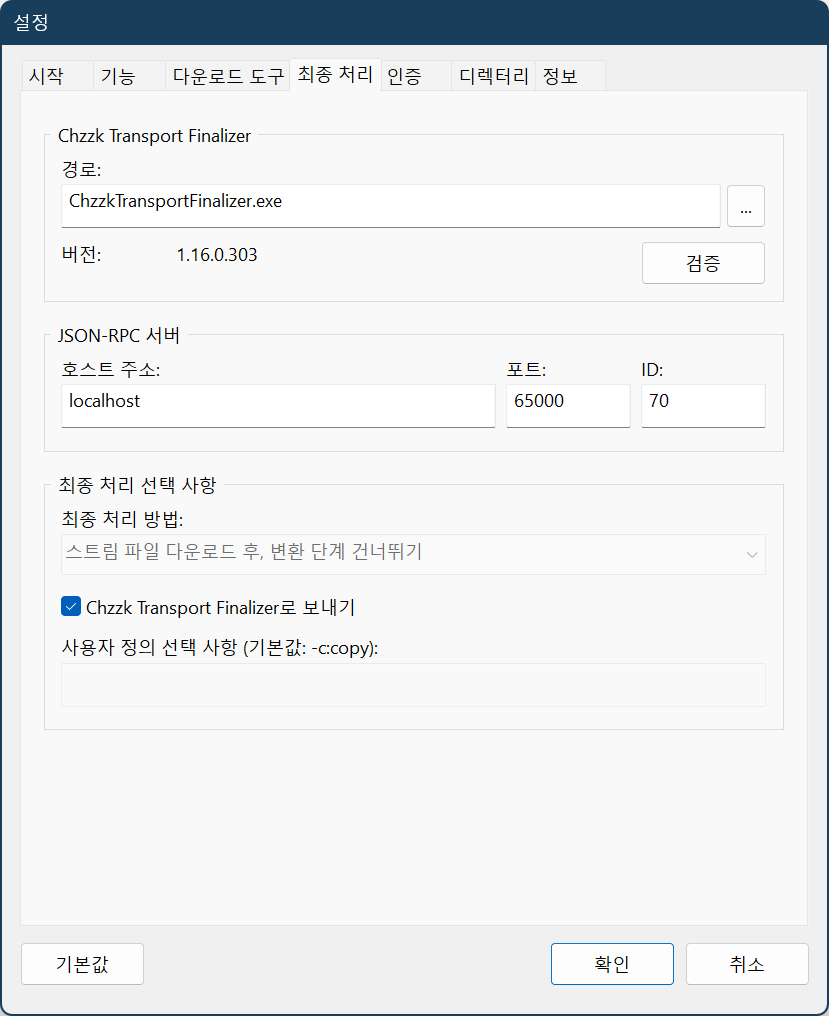 설정
시작 기능 다운로드 도구 최종 처리 인증 디렉터리 정보
Chzzk Transport Finalizer
경로:
ChzzkTransportFinalizer.exe ...
버전: 1.16.0.303 검증
JSON-RPC 서버
호스트 주소: 포트: ID:
localhost 65000 70
최종 처리 선택 사항
최종 처리 방법:
스트림 파일 다운로드 후, 변환 단계 건너뛰기
Chzzk Transport Finalizer로 보내기
사용자 정의 선택 사항 (기본값: -c:copy):
기본값 확인 취소